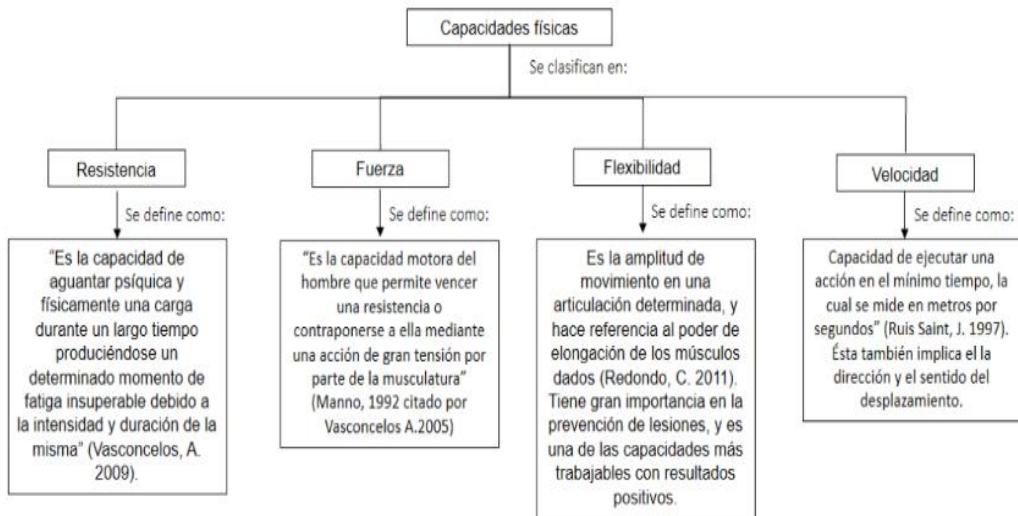 Capacidades físicas
Se clasifican en:
Resistencia
Fuerza
Flexibilidad
Velocidad
Se define como:
Se define como:
Se define como:
Se define como:
"Es la capacidad de
aguantar psíquica y
físicamente una carga
durante un largo tiempo
produciéndose un
determinado momento de
fatiga insuperable debido a
la intensidad y duración de la
misma" (Vasconcelos, A.
2009).
"Es la capacidad motora del
hombre que permite vencer
una resistencia o
contraponerse a ella mediante
una acción de gran tensión por
parte de la musculatura"
(Manno, 1992 citado por
Vasconcelos A.2005)
Es la amplitud de
movimiento en una
articulación determinada, y
hace referencia al poder de
elongación de los músculos
dados (Redondo, C. 2011).
Tiene gran importancia en la
prevención de lesiones, y es
una de las capacidades más
trabajables con resultados
positivos.
Capacidad de ejecutar una
acción en el mínimo tiempo, la
cual se mide en metros por
segundos" (Ruis Saint, J. 1997).
Ésta también implica el la
dirección y el sentido del
desplazamiento.